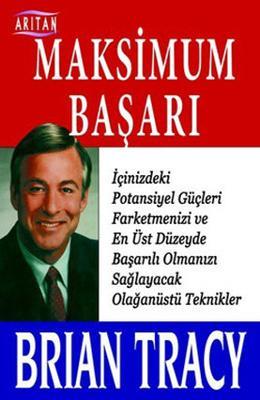 ARITAN
MAKSİMUM
BAŞARI
İçinizdeki
Potansiyel Güçleri
Farketmenizi ve
En Üst Düzeyde
Başarılı Olmanızı
Sağlayacak
Olağanüstü Teknikler
BRIAN TRACY